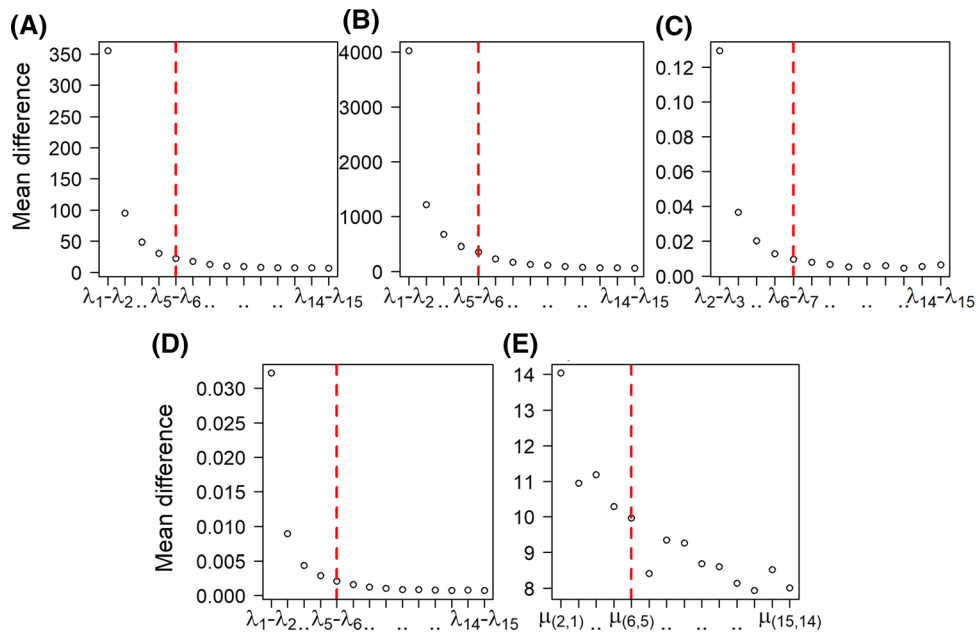 (A)
(B)
(C)
Mean difference
350
300
250
200
150
100
50
0
λ1-λ2 .. λ5-λ6 .. .. .. λ14-λ15
4000
3000
2000
1000
0
λ1-λ2 .. λ5-λ6 .. .. .. λ14-λ15
0.12
0.10
0.08
0.06
0.04
0.02
0.00
λ2-λ3 .. λ6-λ7 .. .. .. λ14-λ15
(D)
(E)
Mean difference
0.030
0.025
0.020
0.015
0.010
0.005
0.000
λ1-λ2 .. λ5-λ6 .. .. .. λ14-λ15
14
13
12
11
10
9
8
μ(2,1) .. μ(6,5) .. .. .. μ(15,14)